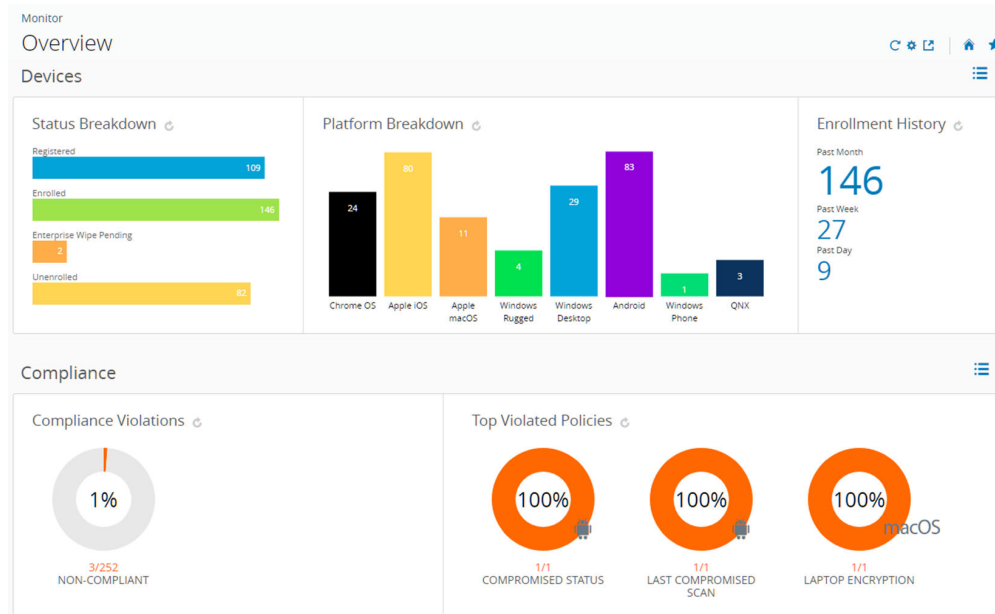 Monitor
Overview
Devices
Status Breakdown
Registered
109
Enrolled
146
Enterprise Wipe Pending
2
Unenrolled
82
Platform Breakdown
24
80
11
4
29
83
1
3
Chrome OS
Apple iOS
Apple
macOS
Windows
Rugged
Windows
Desktop
Android
Windows
Phone
QNX
Enrollment History
Past Month
146
Past Week
27
Past Day
9
Compliance
Compliance Violations
1%
3/252
NON-COMPLIANT
Top Violated Policies
100%
1/1
COMPROMISED STATUS
100%
1/1
LAST COMPROMISED
SCAN
100%
macOS
1/1
LAPTOP ENCRYPTION